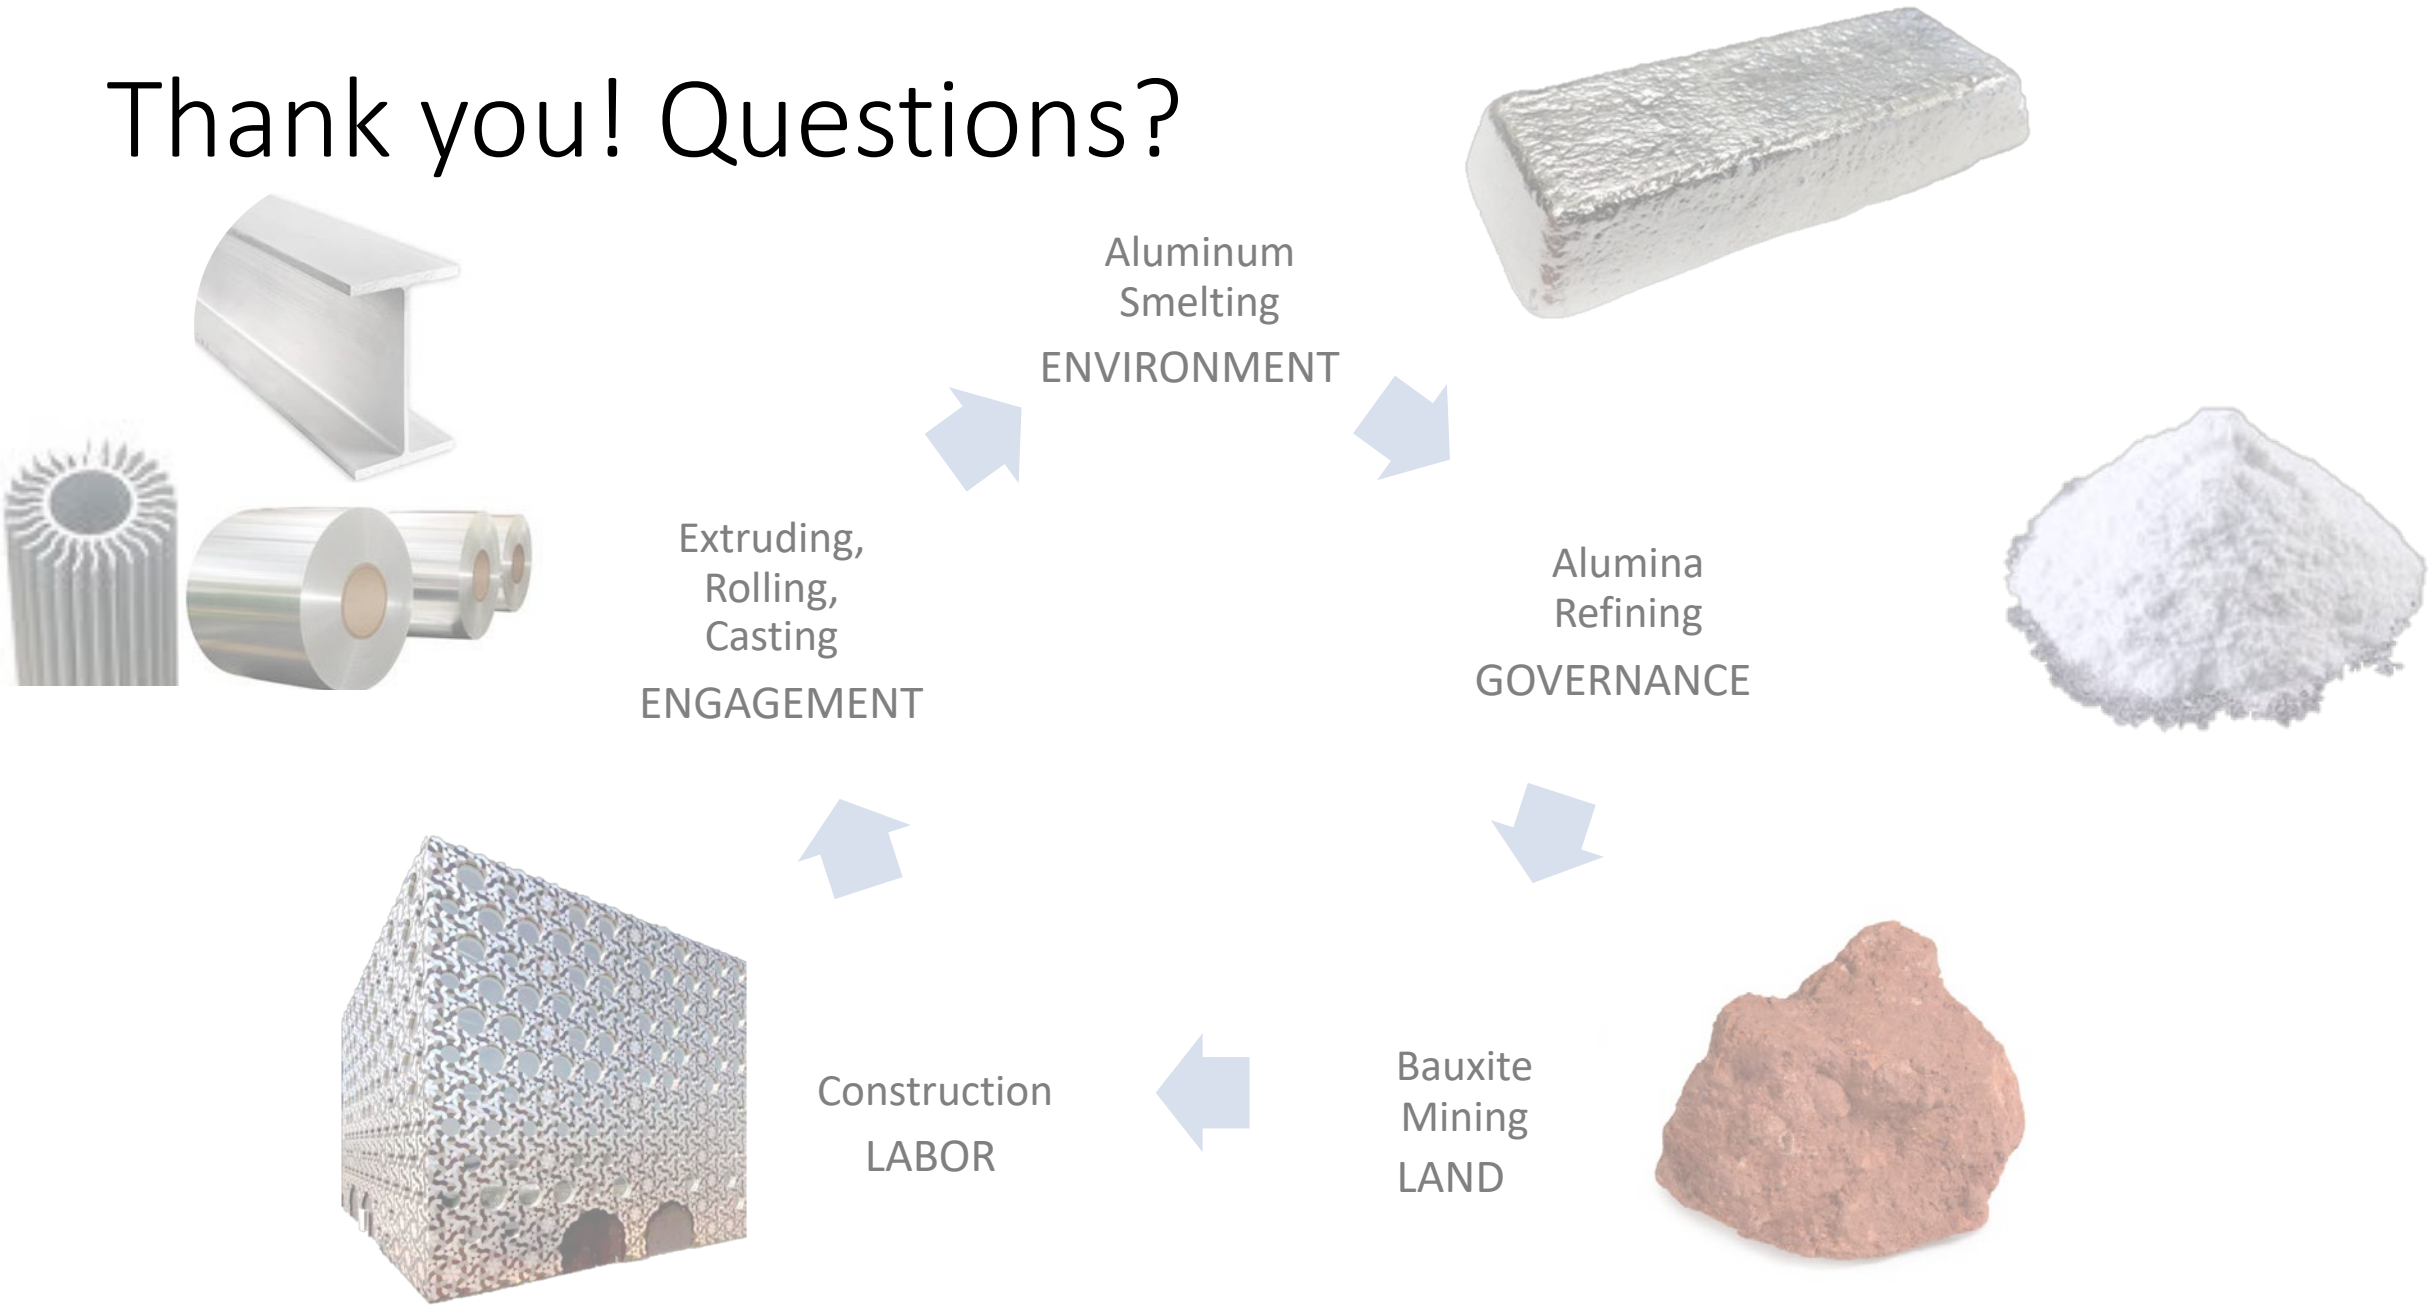 Thank you! Questions?
Aluminum
Smelting
ENVIRONMENT
Alumina
Refining
GOVERNANCE
Bauxite
Mining
LAND
Construction
LABOR
Extruding,
Rolling,
Casting
ENGAGEMENT